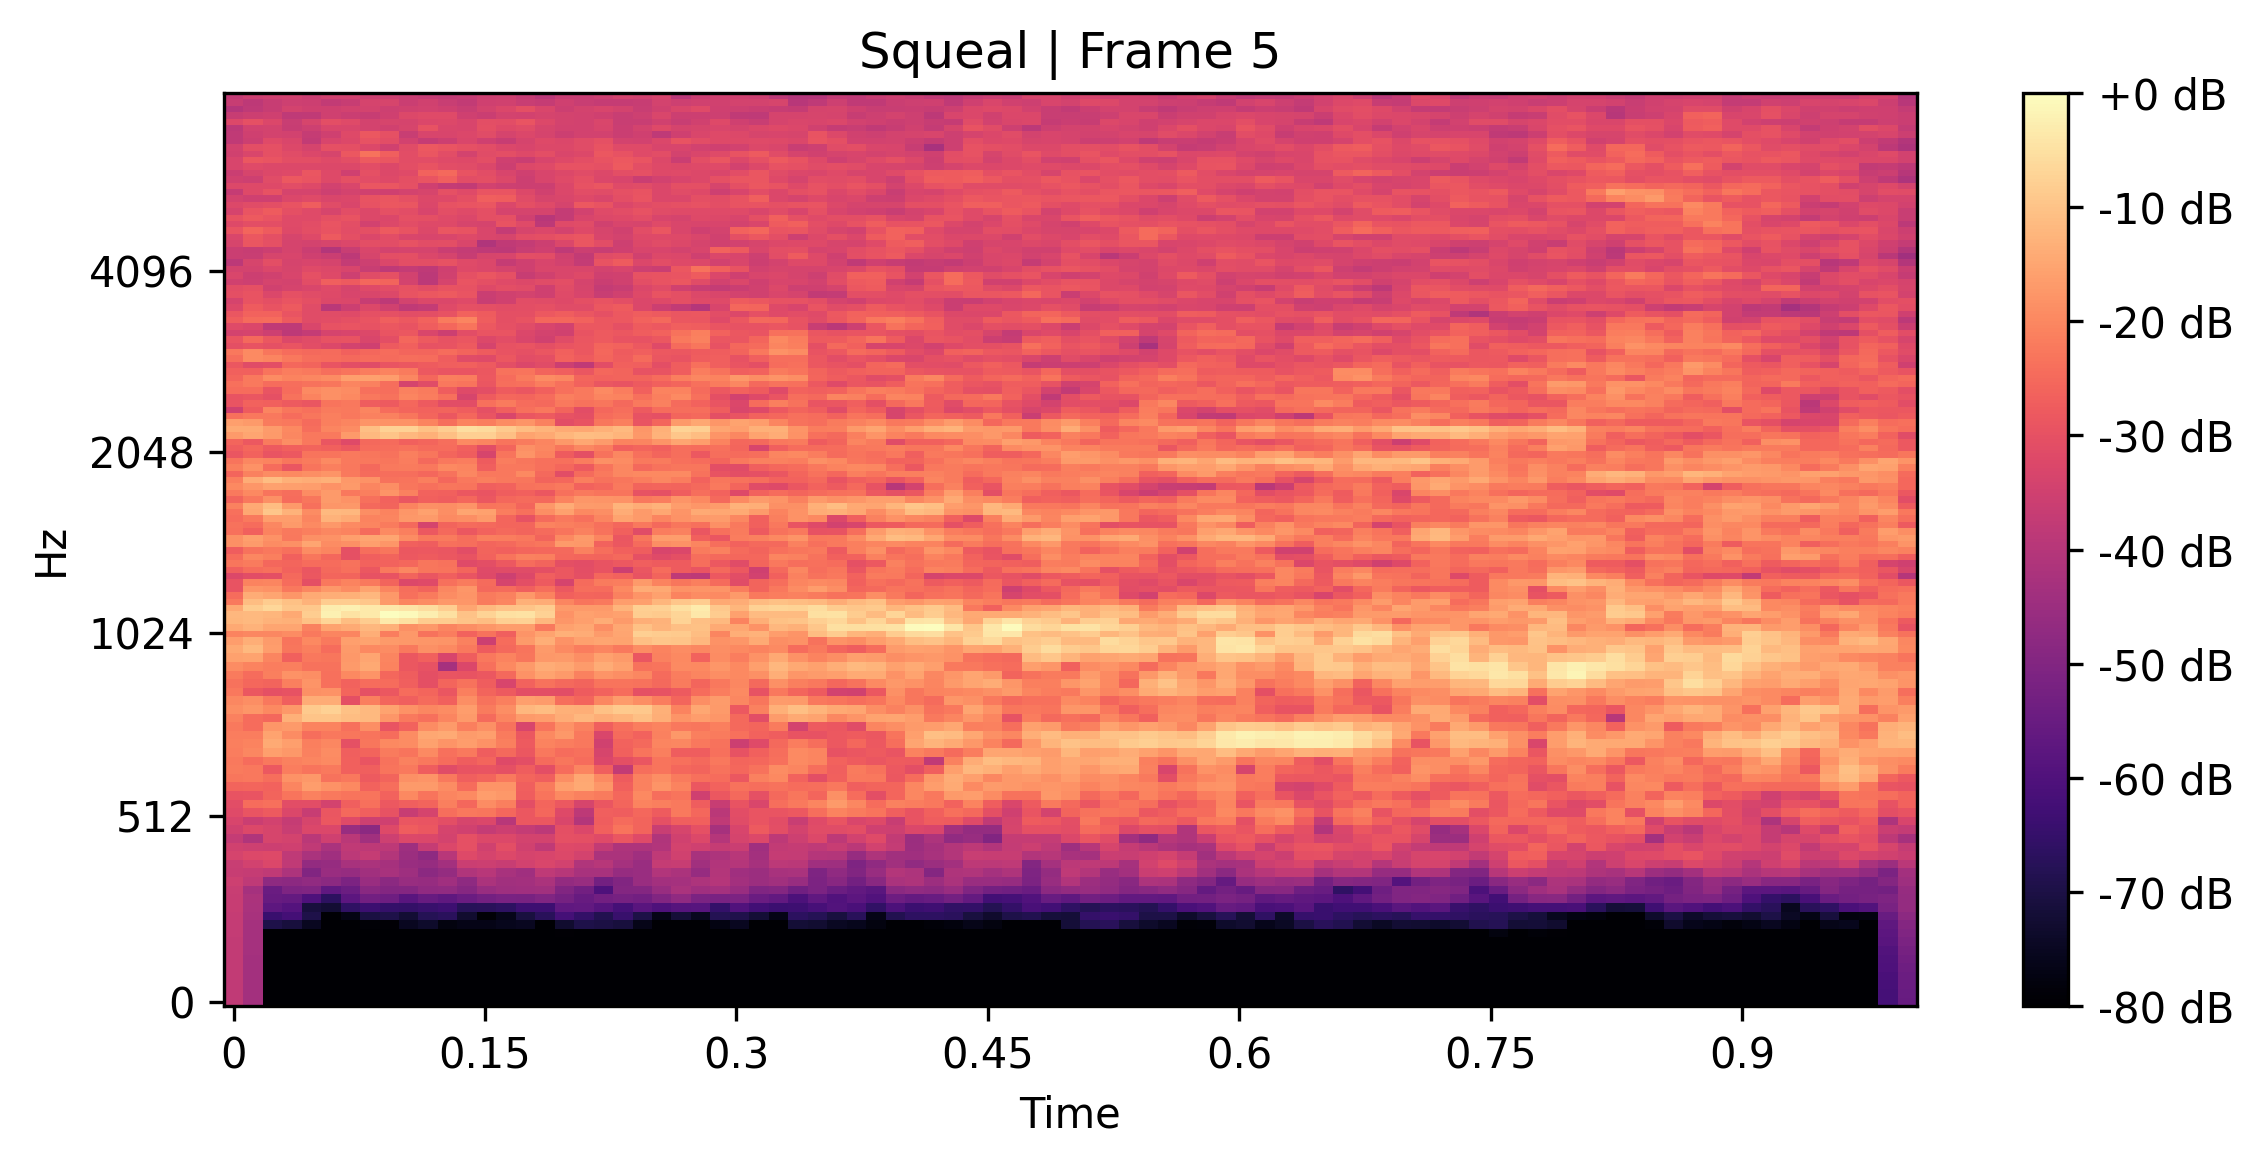 Squeal | Frame 5
Hz
4096
2048
1024
512
0
0 0.15 0.3 0.45 0.6 0.75 0.9
Time
+0 dB
-10 dB
-20 dB
-30 dB
-40 dB
-50 dB
-60 dB
-70 dB
-80 dB